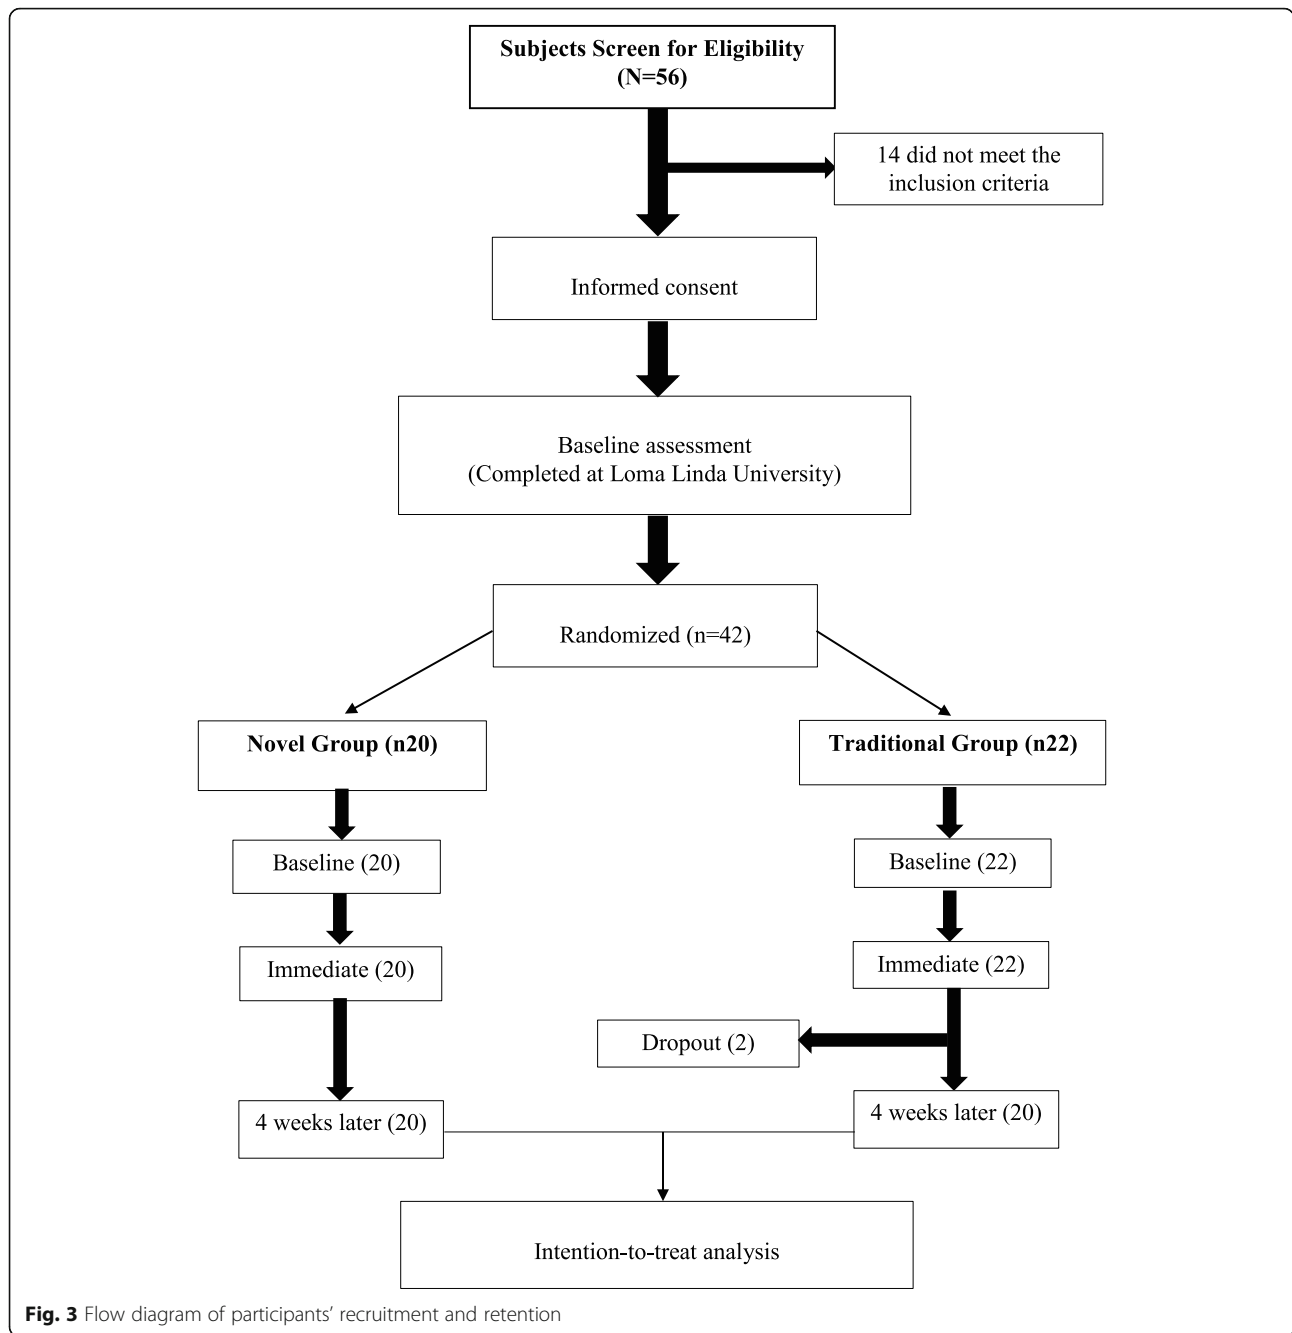 Subjects Screen for Eligibility
(N=56)
14 did not meet the
inclusion criteria
Informed consent
Baseline assessment
(Completed at Loma Linda University)
Randomized (n=42)
Novel Group (n20)
Traditional Group (n22)
Baseline (20)
Baseline (22)
Immediate (20)
Immediate (22)
Dropout (2)
4 weeks later (20)
4 weeks later (20)
Intention-to-treat analysis
Fig. 3 Flow diagram of participants’ recruitment and retention